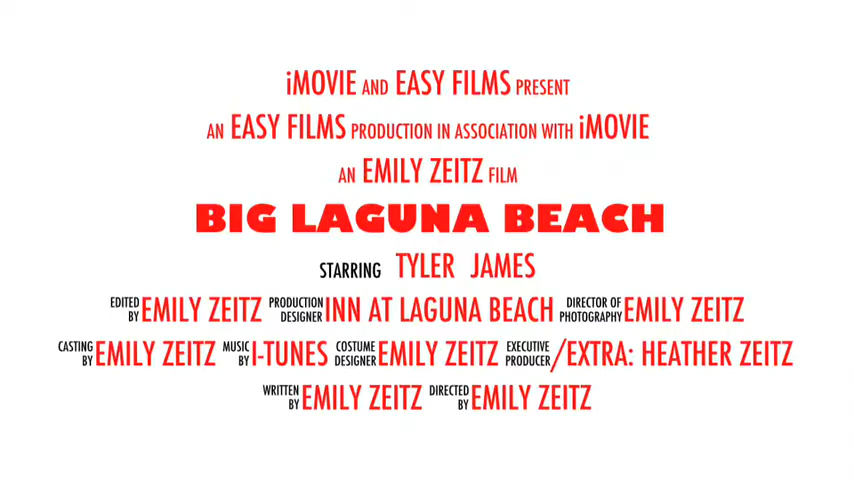 iMOVIE AND EASY FILMS PRESENT
AN EASY FILMS PRODUCTION IN ASSOCIATION WITH iMOVIE
AN EMILY ZEITZ FILM
BIG LAGUNA BEACH
STARRING TYLER JAMES
EDITED BY EMILY ZEITZ PRODUCTION DESIGNER INN AT LAGUNA BEACH DIRECTOR OF PHOTOGRAPHY EMILY ZEITZ
CASTING BY EMILY ZEITZ MUSIC BY I-TUNES COSTUME DESIGNER EMILY ZEITZ EXECUTIVE PRODUCER/EXTRA: HEATHER ZEITZ
WRITTEN BY EMILY ZEITZ DIRECTED BY EMILY ZEITZ